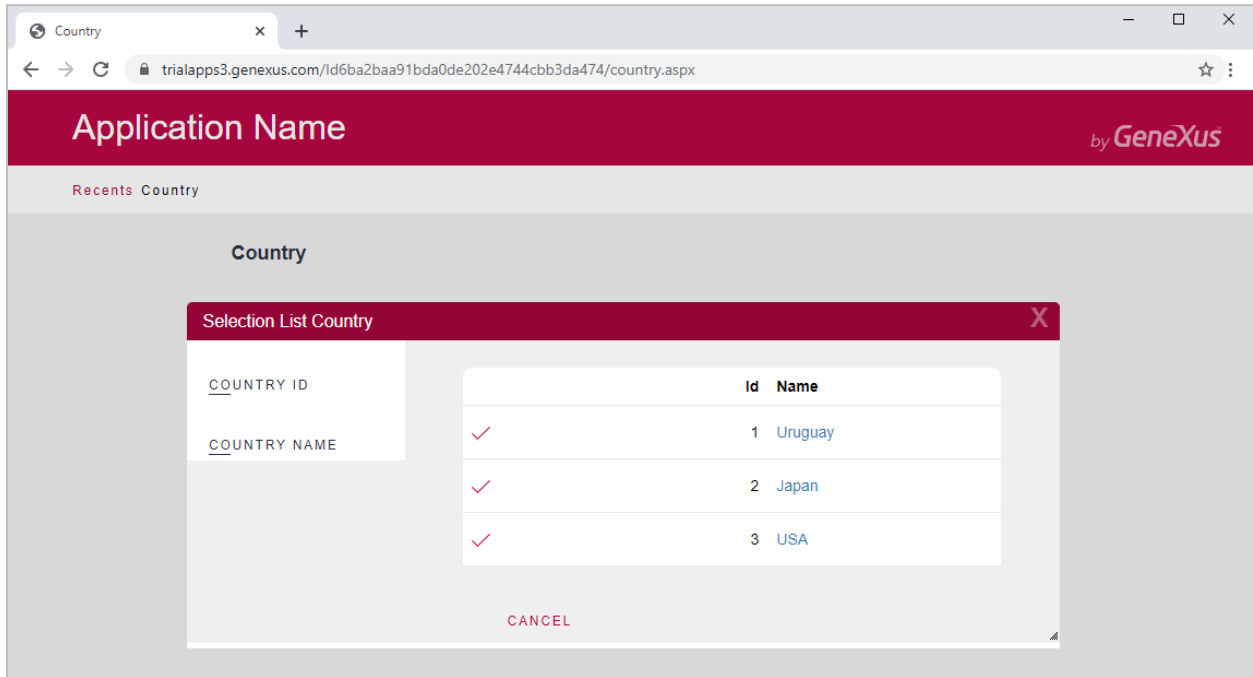 Country
trialapps3.genexus.com/Id6ba2baa91bda0de202e4744cbb3da474/country.aspx
Application Name
by GeneXus
Recents Country
Country
Selection List Country X
COUNTRY ID
COUNTRY NAME
Id Name
1 Uruguay
2 Japan
3 USA
CANCEL